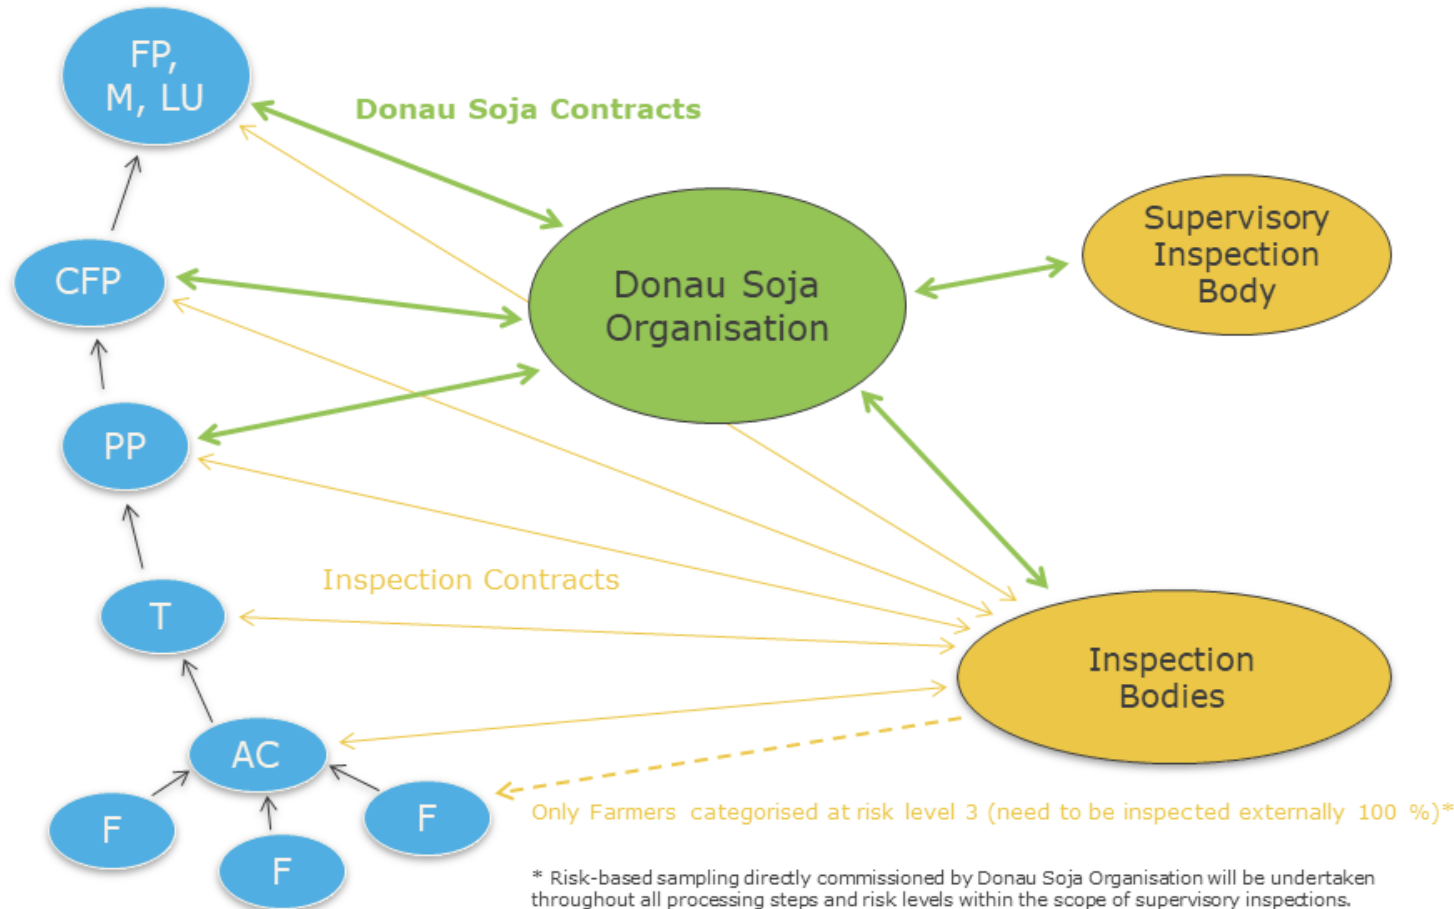 FP,
M, LU
Donau Soja Contracts
Supervisory
Inspection
Body
CFP
Donau Soja
Organisation
PP
Inspection Contracts
T
Inspection
Bodies
AC
F
F
F
Only Farmers categorised at risk level 3 (need to be inspected externally 100 %)*
* Risk-based sampling directly commissioned by Donau Soja Organisation will be undertaken
throughout all processing steps and risk levels within the scope of supervisory inspections.